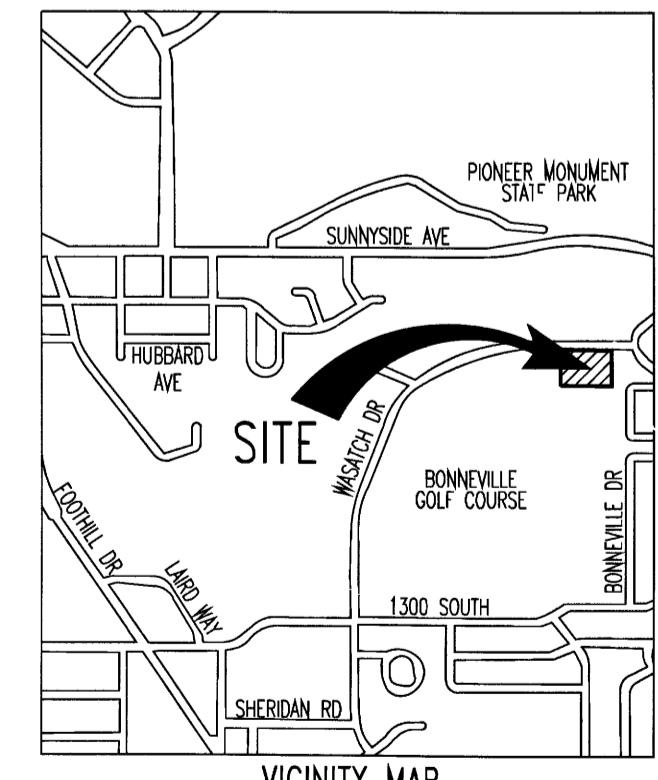 PIONEER MONUMENT
STATE PARK
SUNNYSIDE AVE
HUBBARD
AVE
SITE
WASATCH DR
BONNEVILLE
GOLF COURSE
BONNEVILLE DR
FOOTHILL DR
LAIRD WAY
1300 SOUTH
SHERIDAN RD
VICINITY MAP